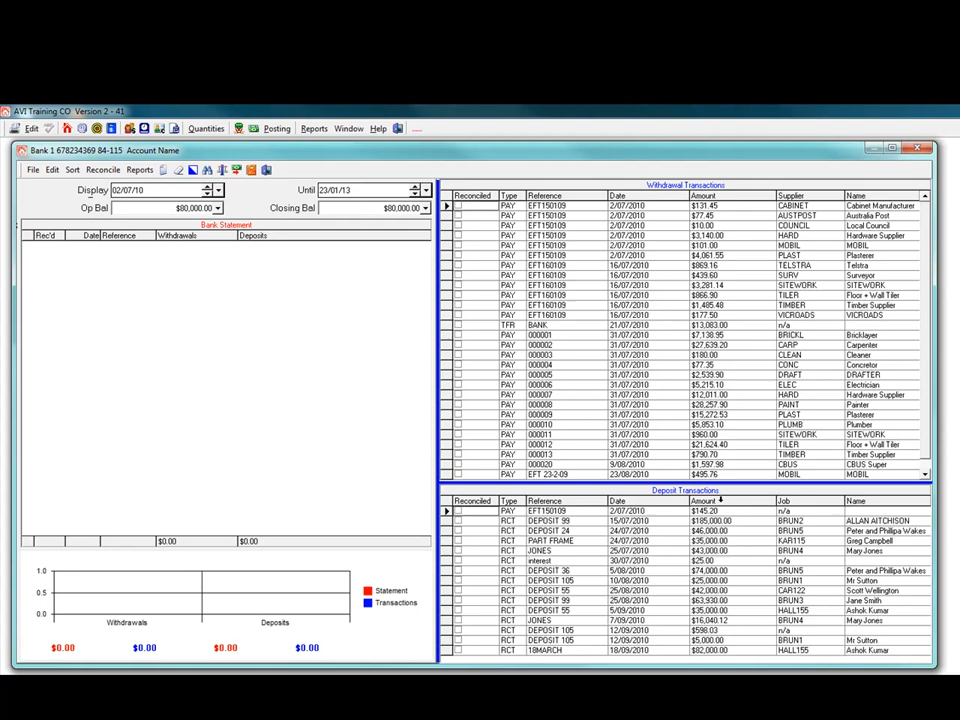 AVI Training CO Version 2 - 41
Edit Quantities Posting Reports Window Help
Bank 1 678234369 84-115 Account Name
File Edit Sort Reconcile Reports
Display 02/07/10 Until 23/01/13
Op Bal $80,000.00 Closing Bal $80,000.00
Bank Statement
Rec'd Date Reference Withdrawals Deposits
$0.00 $0.00
1.0
0.5
0.0
Withdrawals Deposits
Statement
Transactions
$0.00 $0.00 $0.00 $0.00
Withdrawal Transactions
Reconciled Type Reference Date Amount Supplier Name
PAY EFT150109 2/07/2010 $131.45 CABINET Cabinet Manufacturer
PAY EFT150109 2/07/2010 $77.45 AUSTPOST Australia Post
PAY EFT150109 2/07/2010 $10.00 COUNCIL Local Council
PAY EFT150109 2/07/2010 $3,140.00 HARD Hardware Supplier
PAY EFT150109 2/07/2010 $101.00 MOBIL MOBIL
PAY EFT150109 2/07/2010 $4,061.55 PLAST Plasterer
PAY EFT160109 16/07/2010 $869.16 TELSTRA Telstra
PAY EFT160109 16/07/2010 $439.60 SURV Surveyor
PAY EFT160109 16/07/2010 $3,281.14 SITEWORK SITEWORK
PAY EFT160109 16/07/2010 $866.90 TILER Floor + Wall Tiler
PAY EFT160109 16/07/2010 $1,485.48 TIMBER Timber Supplier
PAY EFT160109 16/07/2010 $177.50 VICROADS VICROADS
TFR BANK 21/07/2010 $13,083.00 n/a
PAY 000001 31/07/2010 $7,138.95 BRICKL Bricklayer
PAY 000002 31/07/2010 $27,639.20 CARP Carpenter
PAY 000003 31/07/2010 $180.00 CLEAN Cleaner
PAY 000004 31/07/2010 $77.35 CONC Concretor
PAY 000005 31/07/2010 $2,539.90 DRAFT DRAFTER
PAY 000006 31/07/2010 $5,215.10 ELEC Electrician
PAY 000007 31/07/2010 $12,011.00 HARD Hardware Supplier
PAY 000008 31/07/2010 $28,257.90 PAINT Painter
PAY 000009 31/07/2010 $15,272.53 PLAST Plasterer
PAY 000010 31/07/2010 $5,853.10 PLUMB Plumber
PAY 000011 31/07/2010 $960.00 SITEWORK SITEWORK
PAY 000012 31/07/2010 $21,624.40 TILER Floor + Wall Tiler
PAY 000013 31/07/2010 $790.70 TIMBER Timber Supplier
PAY 000020 9/08/2010 $1,597.98 CBUS CBUS Super
PAY EFT 23-2-09 23/08/2010 $495.76 MOBIL MOBIL
Deposit Transactions
Reconciled Type Reference Date Amount Job Name
PAY EFT150109 2/07/2010 $145.20 n/a
RCT DEPOSIT 99 15/07/2010 $185,000.00 BRUN2 ALLAN AITCHISON
RCT DEPOSIT 24 24/07/2010 $46,000.00 BRUN5 Peter and Phillipa Wakes
RCT PART FRAME 24/07/2010 $35,000.00 KAR115 Greg Campbell
RCT JONES 25/07/2010 $43,000.00 BRUN4 Mary Jones
RCT interest 30/07/2010 $25.00 n/a
RCT DEPOSIT 36 5/08/2010 $74,000.00 BRUN5 Peter and Phillipa Wakes
RCT DEPOSIT 105 10/08/2010 $25,000.00 BRUN1 Mr Sutton
RCT DEPOSIT 55 25/08/2010 $42,000.00 CAR122 Scott Wellington
RCT DEPOSIT 99 25/08/2010 $63,930.00 BRUN3 Jane Smith
RCT DEPOSIT 55 5/09/2010 $35,000.00 HALL155 Ashok Kumar
RCT JONES 7/09/2010 $16,040.12 BRUN4 Mary Jones
RCT DEPOSIT 105 12/09/2010 $598.03 n/a
RCT DEPOSIT 105 12/09/2010 $5,000.00 BRUN1 Mr Sutton
RCT 18MARCH 18/09/2010 $82,000.00 HALL155 Ashok Kumar